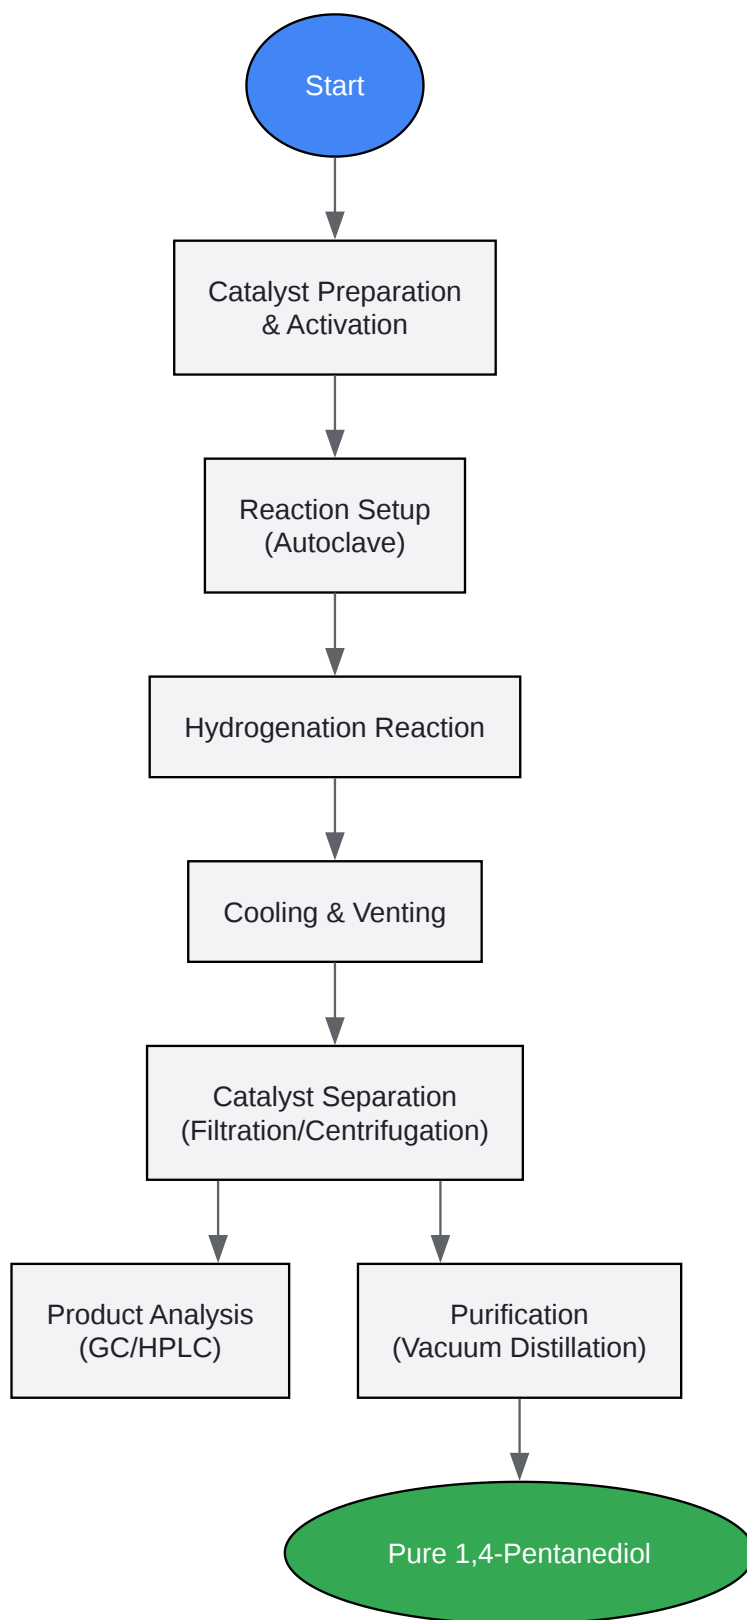 Start
Catalyst Preparation
& Activation
Reaction Setup
(Autoclave)
Hydrogenation Reaction
Cooling & Venting
Catalyst Separation
(Filtration/Centrifugation)
Product Analysis
(GC/HPLC)
Purification
(Vacuum Distillation)
Pure 1,4-Pentanediol